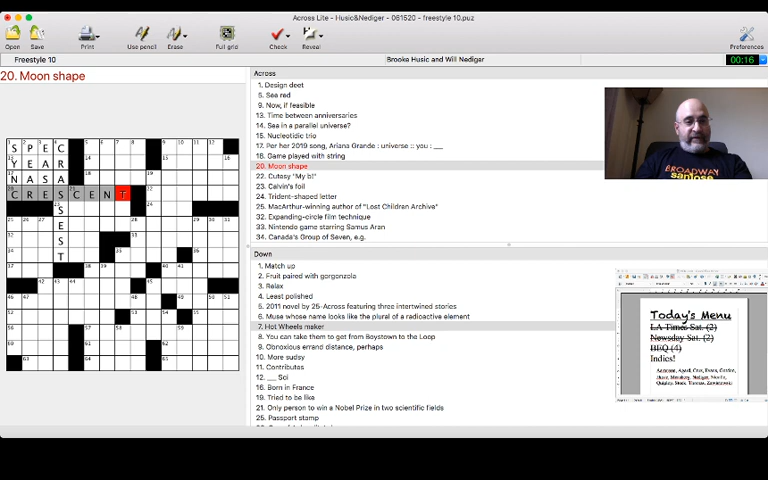 Across Lite - Husic&Nediger - 061520 - freestyle 10.puz
Open
Save
Print
Use pencil
Erase
Full grid
Check
Reveal
Preferences
Freestyle 10
Brooke Husic and Will Nediger
00:16
20. Moon shape
Across
1. Design deet
5. Sea red
9. Now, if feasible
13. Time between anniversaries
14. Sea in a parallel universe?
15. Nucleotidic trio
17. Per her 2019 song, Ariana Grande : universe :: you : ___
18. Game played with string
20. Moon shape
22. Cutesy "My b!"
23. Calvin's foil
24. Trident-shaped letter
25. MacArthur-winning author of "Lost Children Archive"
32. Expanding-circle film technique
33. Nintendo game starring Samus Aran
34. Canada's Group of Seven, e.g.
Down
1. Match up
2. Fruit paired with gorgonzola
3. Relax
4. Least polished
5. 2011 novel by 25-Across featuring three intertwined stories
6. Muse whose name looks like the plural of a radioactive element
7. Hot Wheels maker
8. You can take them to get from Boystown to the Loop
9. Obnoxious errand distance, perhaps
10. More sudsy
11. Contributes
12. ___ Soi
16. Born in France
19. Tried to be like
21. Only person to win a Nobel Prize in two scientific fields
25. Passport stamp
S P E C
Y E A R
N A S A
C R E S C E N T
S
E
S
T
BROADWAY
santose
Today's Menu
LA Times Sat. (2)
Newsday Sat. (2)
BEQ (4)
Indies!